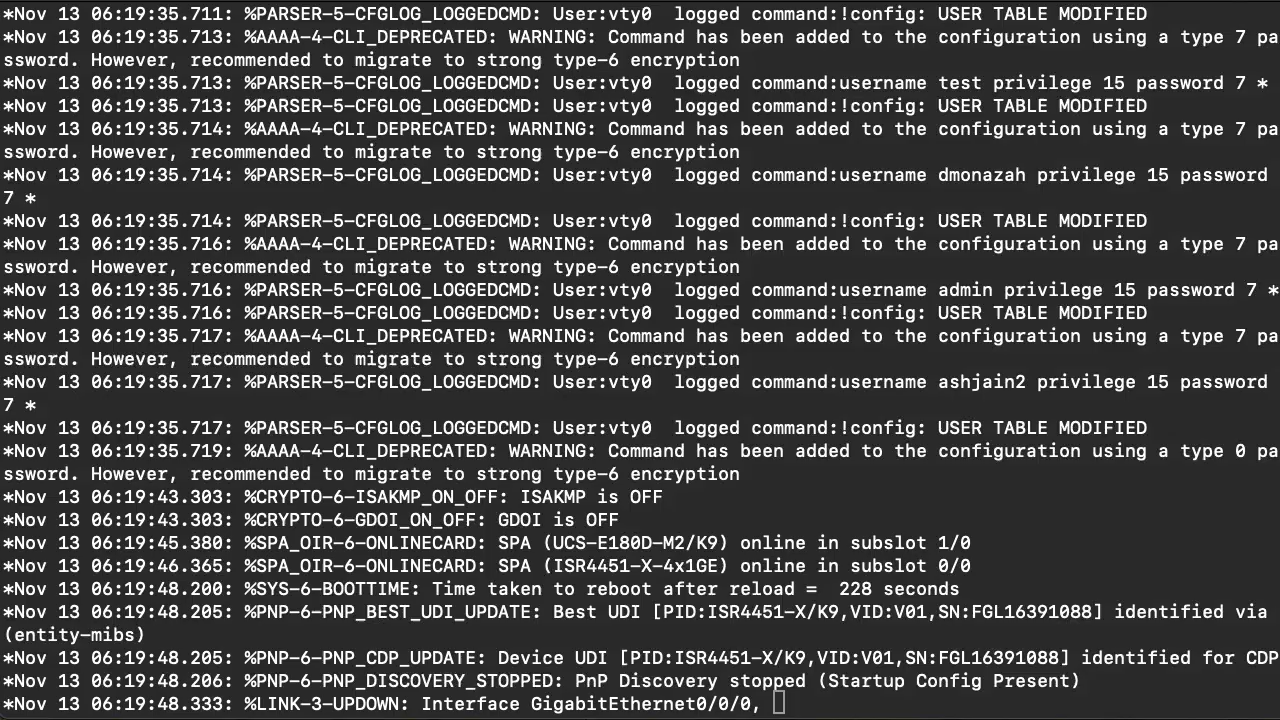 *Nov 13 06:19:35.711: %PARSER-5-CFGLOG_LOGGEDCMD: User:vty0  logged command:!config: USER TABLE MODIFIED
*Nov 13 06:19:35.713: %AAAA-4-CLI_DEPRECATED: WARNING: Command has been added to the configuration using a type 7 pa
ssword. However, recommended to migrate to strong type-6 encryption
*Nov 13 06:19:35.713: %PARSER-5-CFGLOG_LOGGEDCMD: User:vty0  logged command:username test privilege 15 password 7 *
*Nov 13 06:19:35.713: %PARSER-5-CFGLOG_LOGGEDCMD: User:vty0  logged command:!config: USER TABLE MODIFIED
*Nov 13 06:19:35.714: %AAAA-4-CLI_DEPRECATED: WARNING: Command has been added to the configuration using a type 7 pa
ssword. However, recommended to migrate to strong type-6 encryption
*Nov 13 06:19:35.714: %PARSER-5-CFGLOG_LOGGEDCMD: User:vty0  logged command:username dmonazah privilege 15 password
7 *
*Nov 13 06:19:35.714: %PARSER-5-CFGLOG_LOGGEDCMD: User:vty0  logged command:!config: USER TABLE MODIFIED
*Nov 13 06:19:35.716: %AAAA-4-CLI_DEPRECATED: WARNING: Command has been added to the configuration using a type 7 pa
ssword. However, recommended to migrate to strong type-6 encryption
*Nov 13 06:19:35.716: %PARSER-5-CFGLOG_LOGGEDCMD: User:vty0  logged command:username admin privilege 15 password 7 *
*Nov 13 06:19:35.716: %PARSER-5-CFGLOG_LOGGEDCMD: User:vty0  logged command:!config: USER TABLE MODIFIED
*Nov 13 06:19:35.717: %AAAA-4-CLI_DEPRECATED: WARNING: Command has been added to the configuration using a type 7 pa
ssword. However, recommended to migrate to strong type-6 encryption
*Nov 13 06:19:35.717: %PARSER-5-CFGLOG_LOGGEDCMD: User:vty0  logged command:username ashjain2 privilege 15 password
7 *
*Nov 13 06:19:35.717: %PARSER-5-CFGLOG_LOGGEDCMD: User:vty0  logged command:!config: USER TABLE MODIFIED
*Nov 13 06:19:35.719: %AAAA-4-CLI_DEPRECATED: WARNING: Command has been added to the configuration using a type 0 pa
ssword. However, recommended to migrate to strong type-6 encryption
*Nov 13 06:19:43.303: %CRYPTO-6-ISAKMP_ON_OFF: ISAKMP is OFF
*Nov 13 06:19:43.303: %CRYPTO-6-GDOI_ON_OFF: GDOI is OFF
*Nov 13 06:19:45.380: %SPA_OIR-6-ONLINECARD: SPA (UCS-E180D-M2/K9) online in subslot 1/0
*Nov 13 06:19:46.365: %SPA_OIR-6-ONLINECARD: SPA (ISR4451-X-4x1GE) online in subslot 0/0
*Nov 13 06:19:48.200: %SYS-6-BOOTTIME: Time taken to reboot after reload =  228 seconds
*Nov 13 06:19:48.205: %PNP-6-PNP_BEST_UDI_UPDATE: Best UDI [PID:ISR4451-X/K9,VID:V01,SN:FGL16391088] identified via
(entity-mibs)
*Nov 13 06:19:48.205: %PNP-6-PNP_CDP_UPDATE: Device UDI [PID:ISR4451-X/K9,VID:V01,SN:FGL16391088] identified for CDP
*Nov 13 06:19:48.206: %PNP-6-PNP_DISCOVERY_STOPPED: PnP Discovery stopped (Startup Config Present)
*Nov 13 06:19:48.333: %LINK-3-UPDOWN: Interface GigabitEthernet0/0/0,